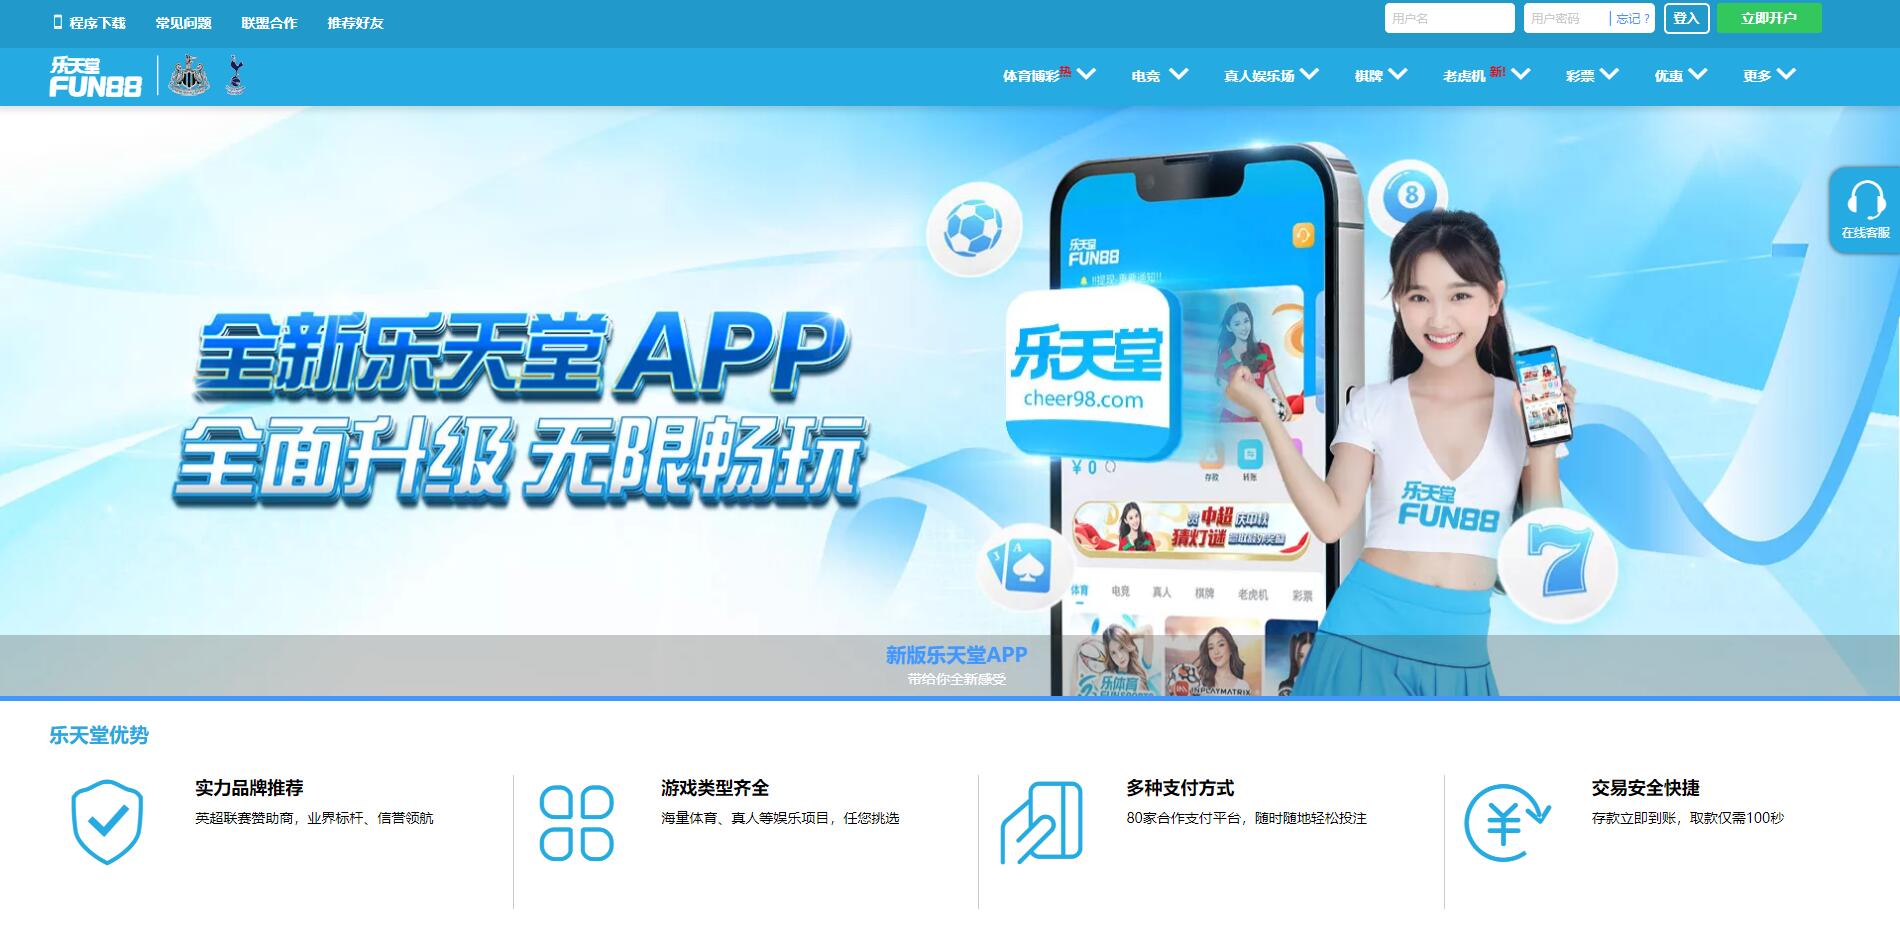 程序下载 常见问题 联盟合作 推荐好友
用户名 用户密码 忘记？ 登入 立即开户
乐天堂
FUN88
体育博彩热 电竞 真人娱乐场 棋牌 老虎机 新! 彩票 优惠 更多
在线客服
全新乐天堂 APP
全面升级 无限畅玩
乐天堂
FUN88
乐天堂
cheer98.com
¥ 0
存款 转账
赏中超 庆中秋
猜灯谜
体育 电竞 真人 棋牌 老虎机 彩票
乐体育
FUN SPORTS
INPLAYMATRIX
8
J A
7
乐天堂
FUN88
新版乐天堂APP
带给你全新感受
乐天堂优势
实力品牌推荐
英超联赛赞助商，业界标杆、信誉领航
游戏类型齐全
海量体育、真人等娱乐项目，任您挑选
多种支付方式
80家合作支付平台，随时随地轻松投注
交易安全快捷
存款立即到账，取款仅需100秒